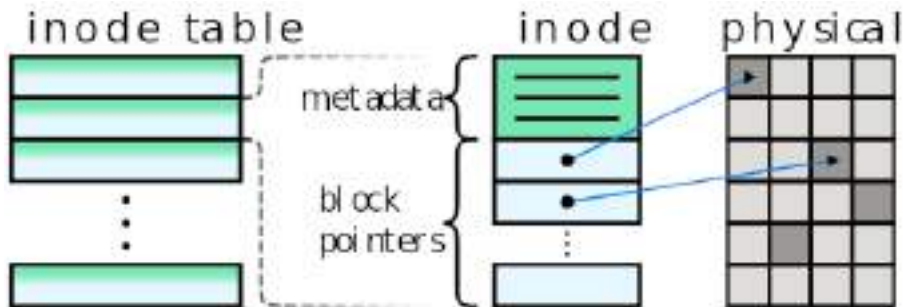 inode table
inode
physical
metadata
block
pointers